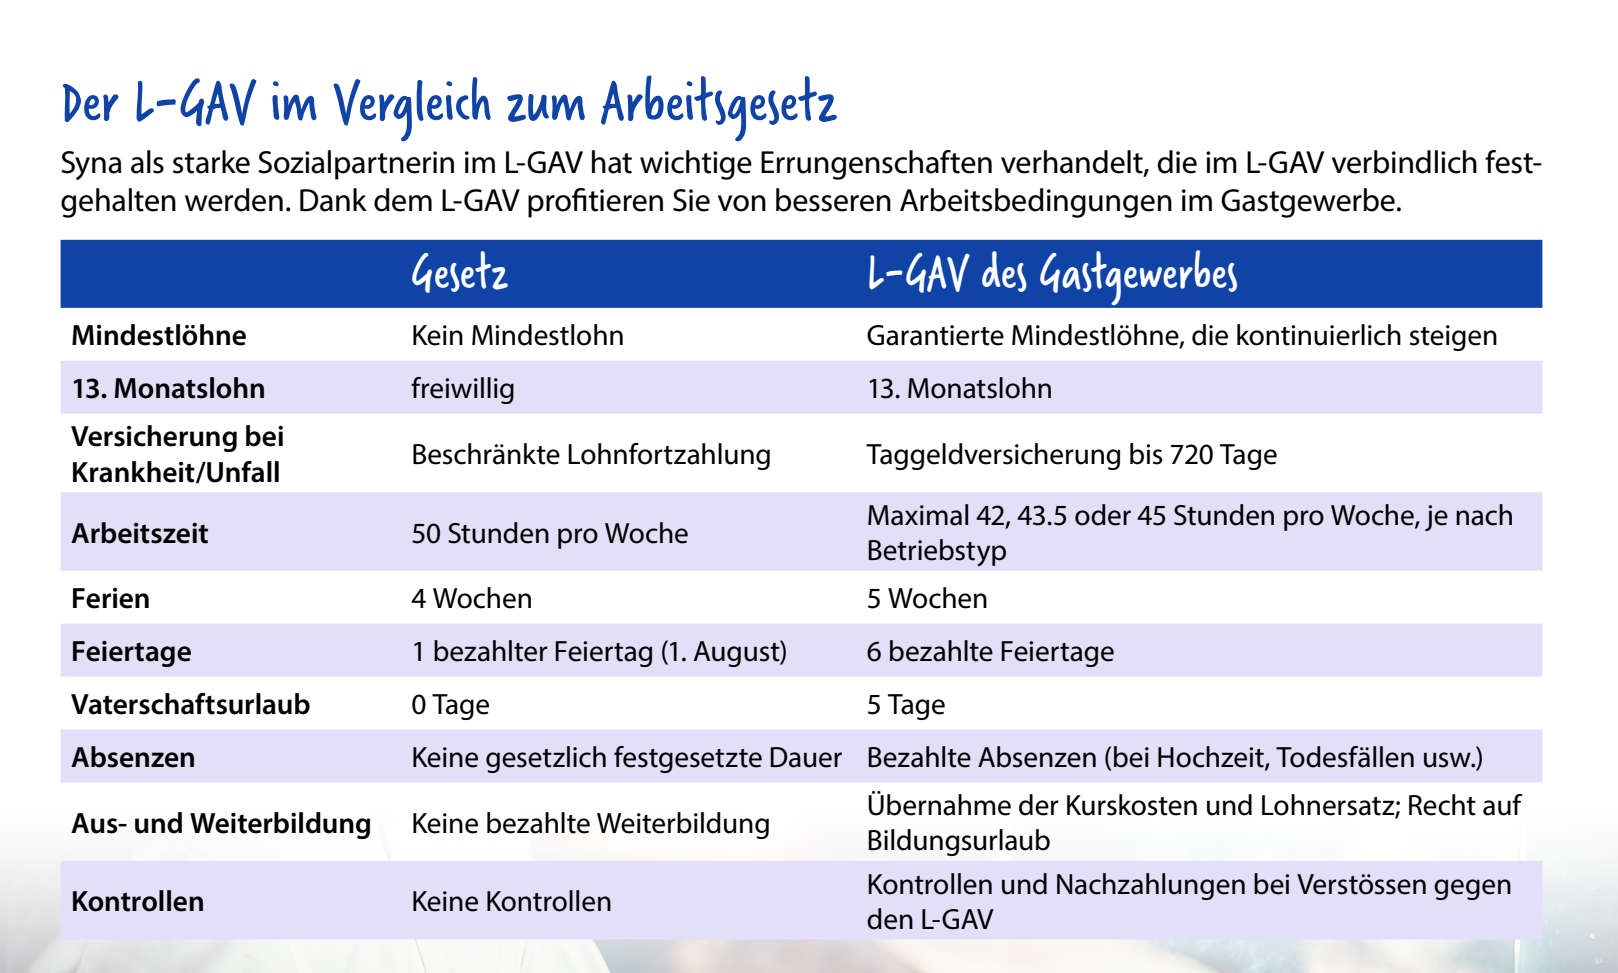 Der L-GAV im Vergleich zum Arbeitsgesetz
Syna als starke Sozialpartnerin im L-GAV hat wichtige Errungenschaften verhandelt, die im L-GAV verbindlich fest-
gehalten werden. Dank dem L-GAV profitieren Sie von besseren Arbeitsbedingungen im Gastgewerbe.
Gesetz L-GAV des Gastgewerbes
Mindestlöhne Kein Mindestlohn Garantierte Mindestlöhne, die kontinuierlich steigen
13. Monatslohn freiwillig 13. Monatslohn
Versicherung bei
Krankheit/Unfall Beschränkte Lohnfortzahlung Taggeldversicherung bis 720 Tage
Arbeitszeit 50 Stunden pro Woche Maximal 42, 43.5 oder 45 Stunden pro Woche, je nach
Betriebstyp
Ferien 4 Wochen 5 Wochen
Feiertage 1 bezahlter Feiertag (1. August) 6 bezahlte Feiertage
Vaterschaftsurlaub 0 Tage 5 Tage
Absenzen Keine gesetzlich festgesetzte Dauer Bezahlte Absenzen (bei Hochzeit, Todesfällen usw.)
Aus- und Weiterbildung Keine bezahlte Weiterbildung Übernahme der Kurskosten und Lohnersatz; Recht auf
Bildungsurlaub
Kontrollen Keine Kontrollen Kontrollen und Nachzahlungen bei Verstössen gegen
den L-GAV